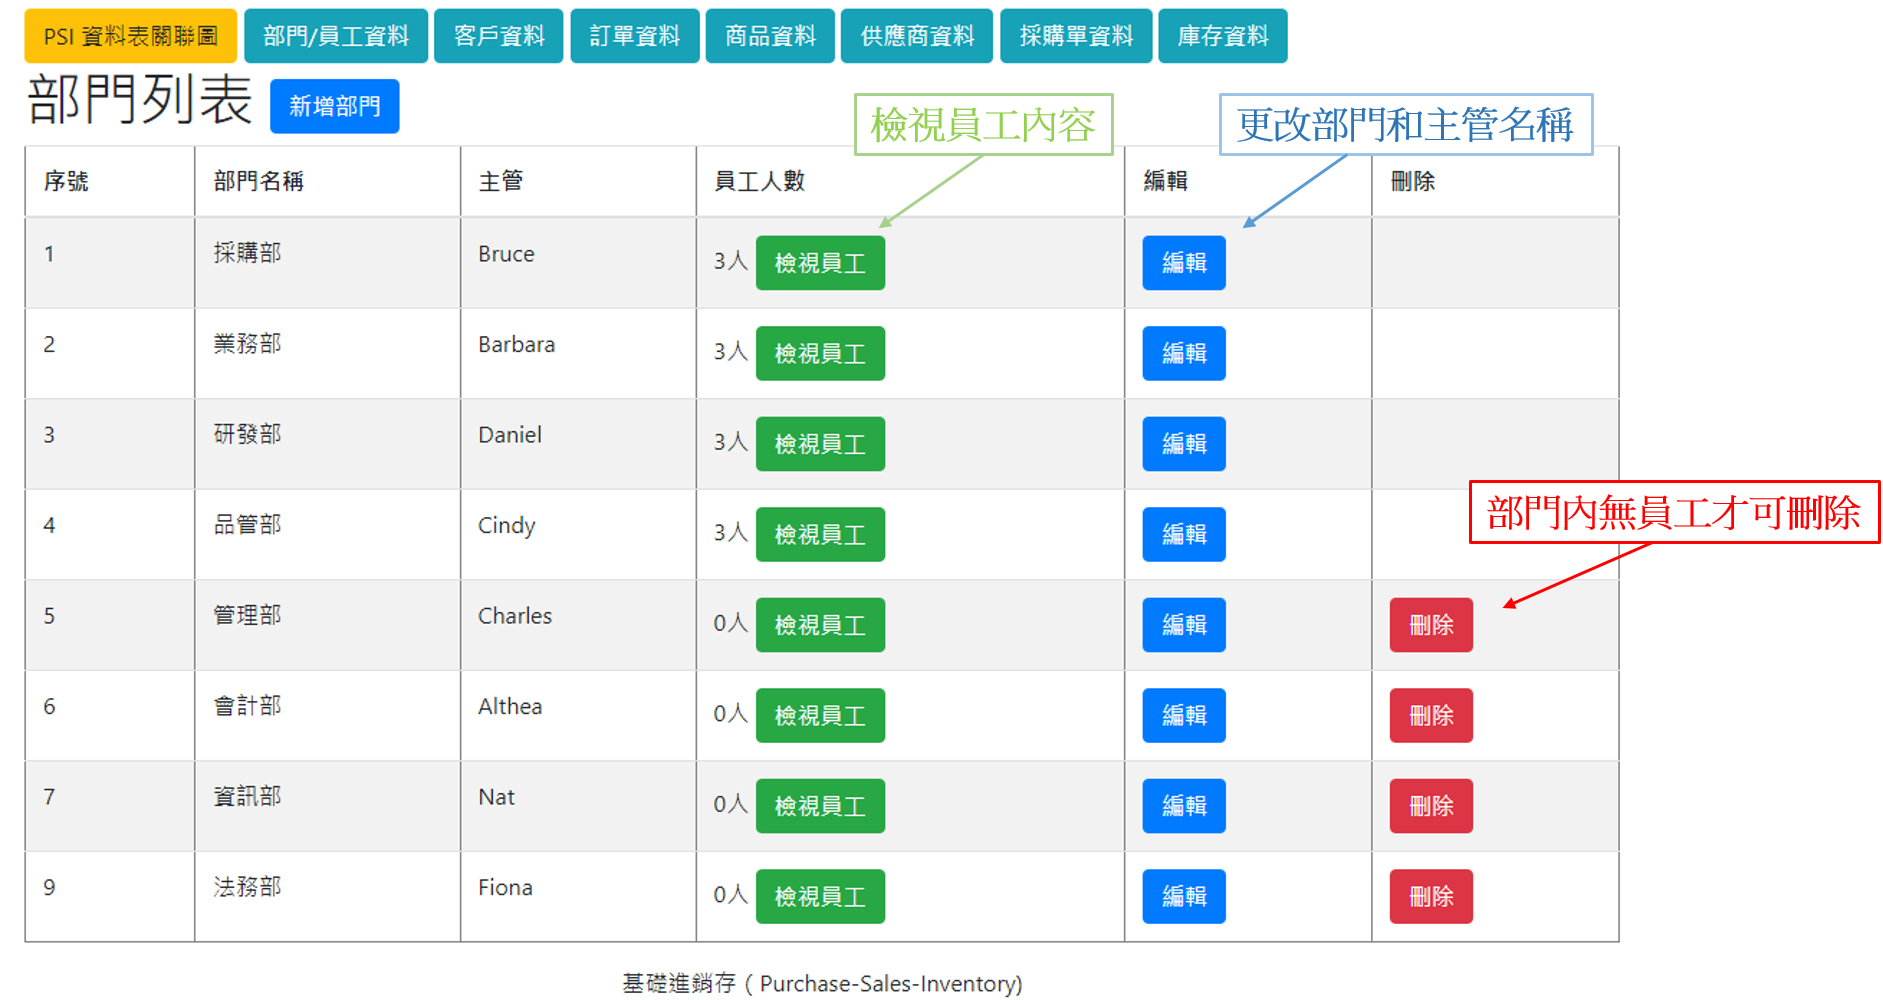 PSI 資料表關聯圖 部門/員工資料 客戶資料 訂單資料 商品資料 供應商資料 採購單資料 庫存資料
部門列表 新增部門
檢視員工內容 更改部門和主管名稱
序號 部門名稱 主管 員工人數 編輯 刪除
1 採購部 Bruce 3人 檢視員工 編輯
2 業務部 Barbara 3人 檢視員工 編輯
3 研發部 Daniel 3人 檢視員工 編輯
部門內無員工才可刪除
4 品管部 Cindy 3人 檢視員工 編輯
5 管理部 Charles 0人 檢視員工 編輯 刪除
6 會計部 Althea 0人 檢視員工 編輯 刪除
7 資訊部 Nat 0人 檢視員工 編輯 刪除
9 法務部 Fiona 0人 檢視員工 編輯 刪除
基礎進銷存 ( Purchase-Sales-Inventory)